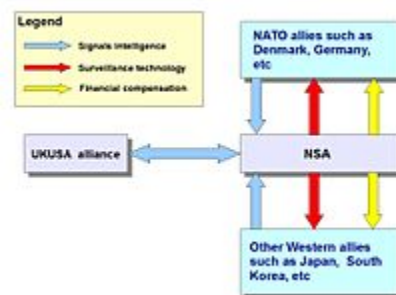 Legend
Signals intelligence
Surveillance technology
Financial compensation
NATO allies such as
Denmark, Germany,
etc
UKUSA alliance
NSA
Other Western allies
such as Japan, South
Korea, etc